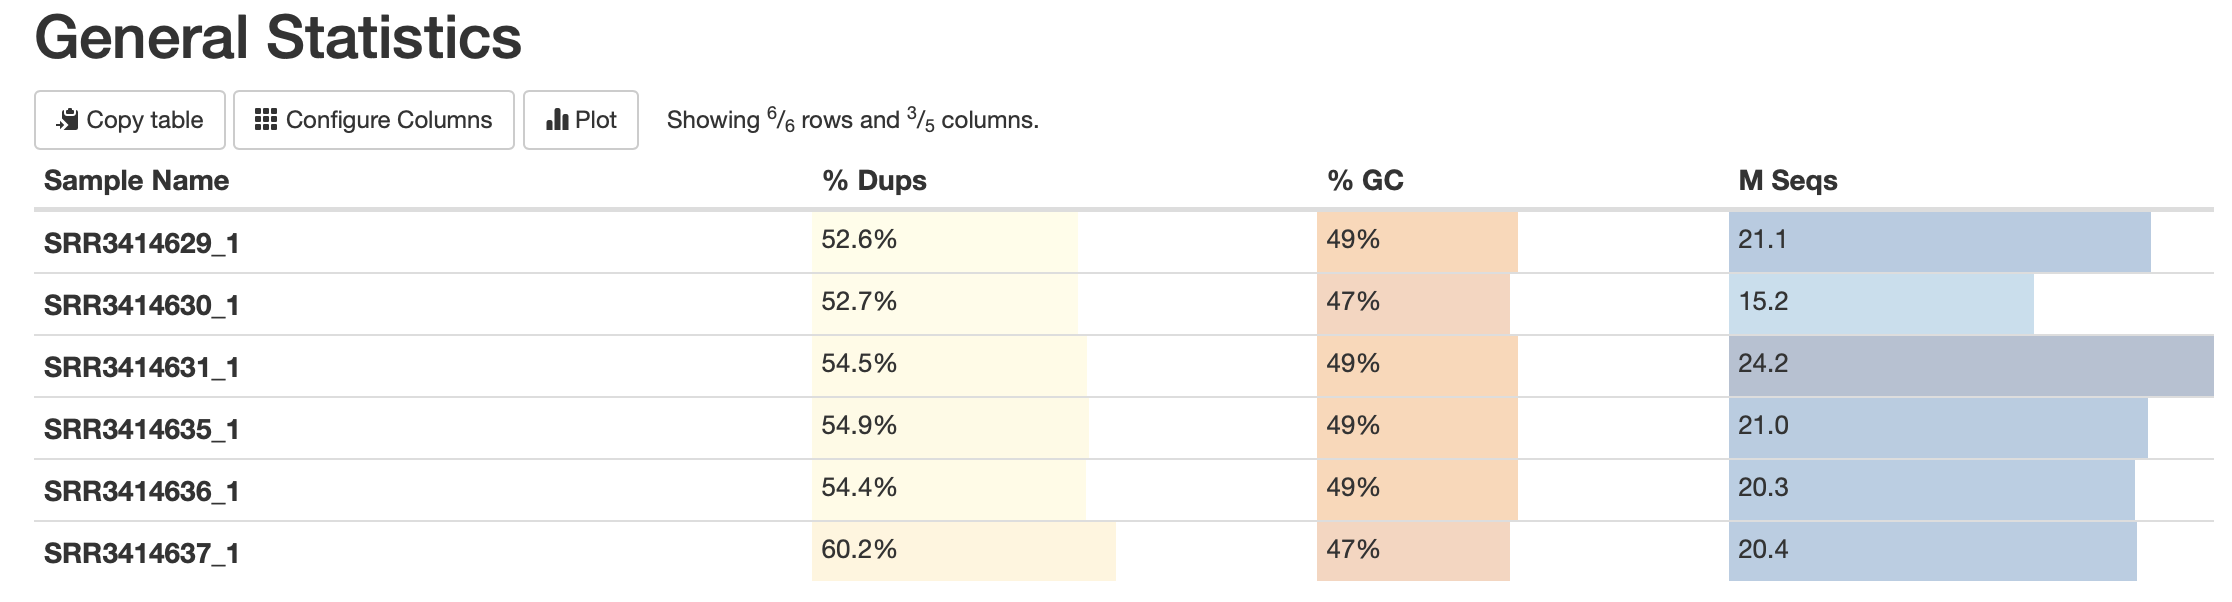 General Statistics
Copy table Configure Columns Plot Showing 6/6 rows and 3/5 columns.
Sample Name % Dups % GC M Seqs
SRR3414629_1 52.6% 49% 21.1
SRR3414630_1 52.7% 47% 15.2
SRR3414631_1 54.5% 49% 24.2
SRR3414635_1 54.9% 49% 21.0
SRR3414636_1 54.4% 49% 20.3
SRR3414637_1 60.2% 47% 20.4